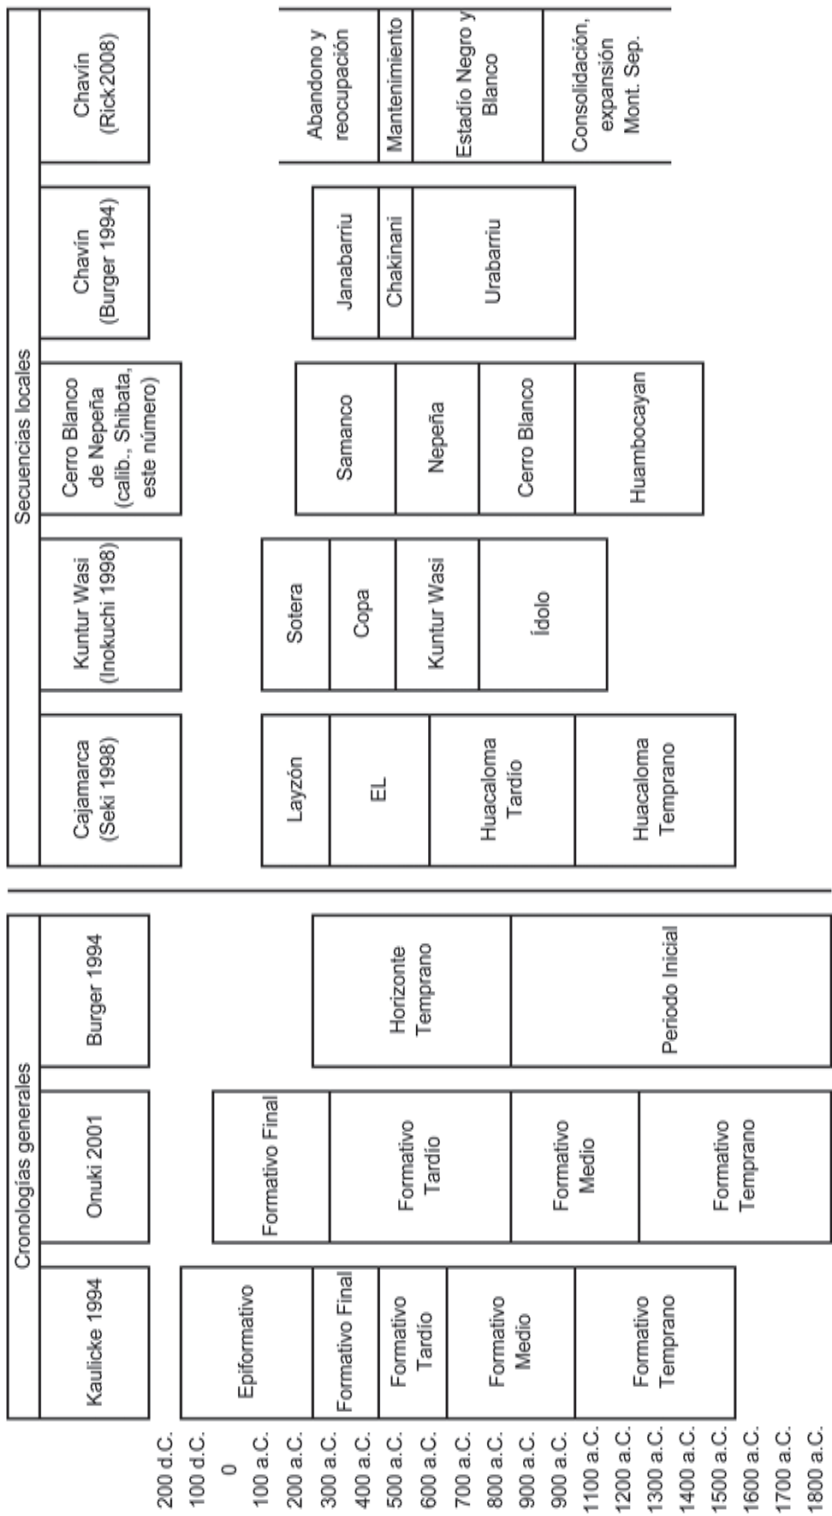 Cronologías generales
Secuencias locales
Kaulicke 1994
Onuki 2001
Burger 1994
Cajamarca
(Seki 1998)
Kuntur Wasi
(Inokuchi 1998)
Cerro Blanco
de Nepeña
(calib., Shibata,
este número)
Chavín
(Burger 1994)
Chavín
(Rick2008)
200 d.C.
100 d.C.
0
100 a.C.
200 a.C.
300 a.C.
400 a.C.
500 a.C.
600 a.C.
700 a.C.
800 a.C.
900 a.C.
900 a.C.
1100 a.C.
1200 a.C.
1300 a.C.
1400 a.C.
1500 a.C.
1600 a.C.
1700 a.C.
1800 a.C.
Epiformativo
Formativo Final
Formativo
Tardío
Formativo
Medio
Formativo
Temprano
Formativo Final
Formativo
Tardío
Formativo
Medio
Formativo
Temprano
Horizonte
Temprano
Periodo Inicial
Layzón
EL
Huacaloma
Tardío
Huacaloma
Temprano
Sotera
Copa
Kuntur Wasi
Ídolo
Samanco
Nepeña
Cerro Blanco
Huambocayan
Janabarriu
Chakinani
Urabarriu
Abandono y
reocupación
Mantenimiento
Estadío Negro y
Blanco
Consolidación,
expansión
Mont. Sep.